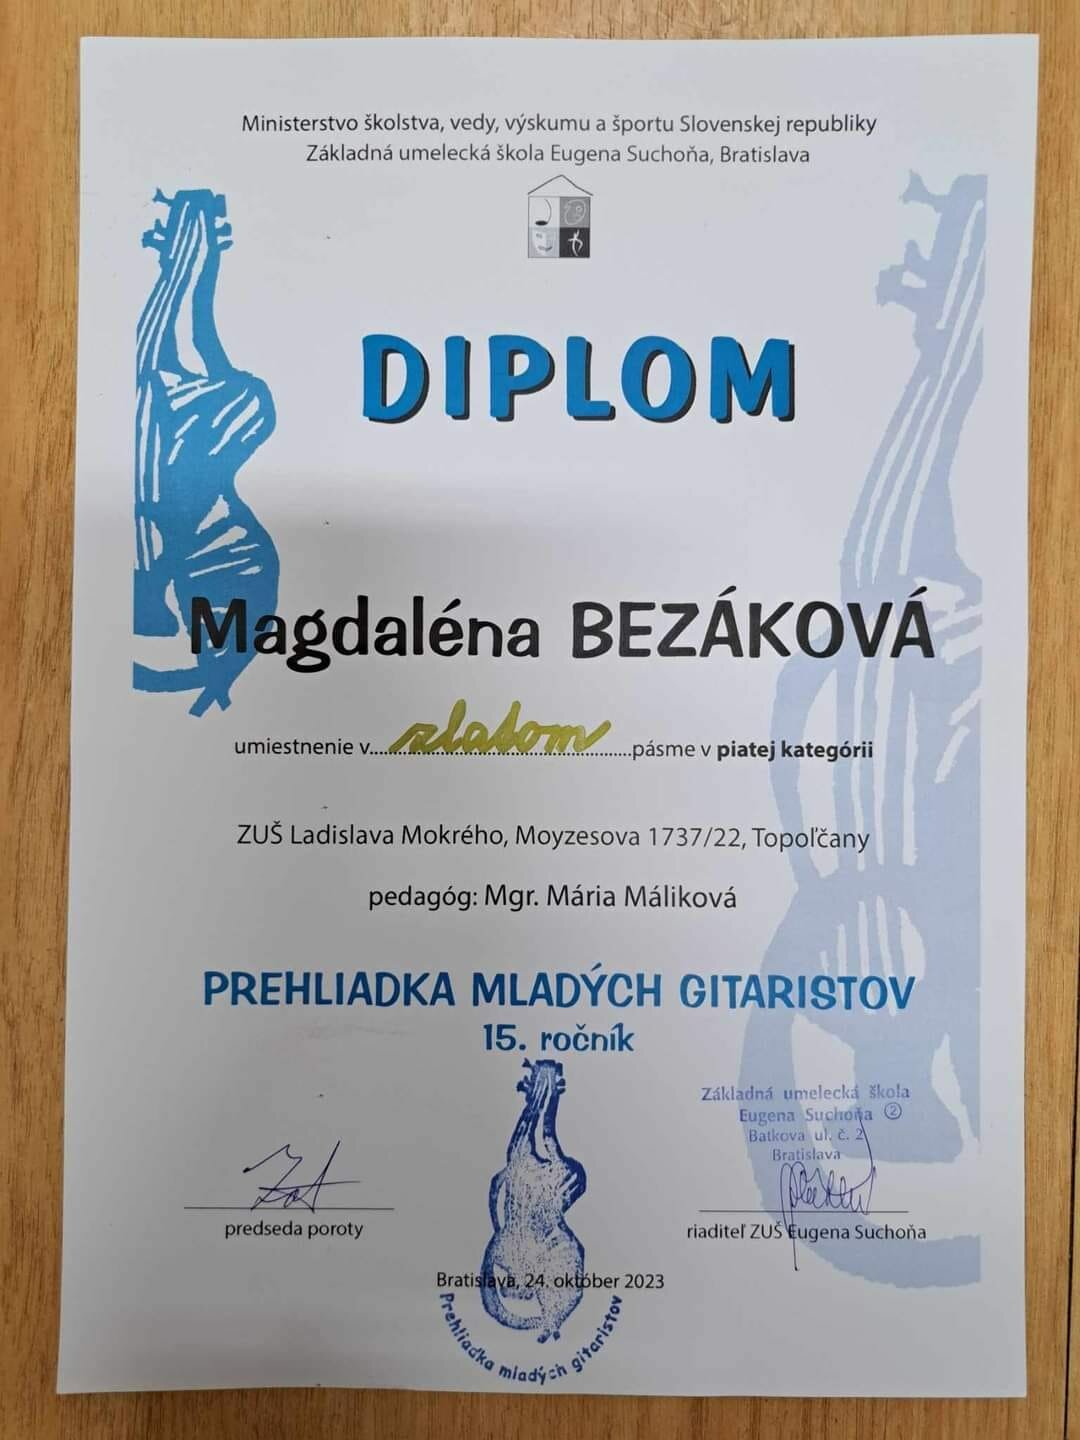 Ministerstvo školstva, vedy, výskumu a športu Slovenskej republiky
Základná umelecká škola Eugena Suchoňa, Bratislava
DIPLOM
Magdaléna BEZÁKOVÁ
umiestnenie v....zlatom....pásme v piatej kategórii
ZUŠ Ladislava Mokrého, Moyzesova 1737/22, Topoľčany
pedagóg: Mgr. Mária Máliková
PREHLIADKA MLADÝCH GITARISTOV
15. ročník
Základná umelecká škola
Eugena Suchoňa ②
Batkova ul. č. 2
Bratislava
predseda poroty
riaditeľ ZUŠ Eugena Suchoňa
Bratislava, 24. október 2023
Prehliadka mladých gitaristov